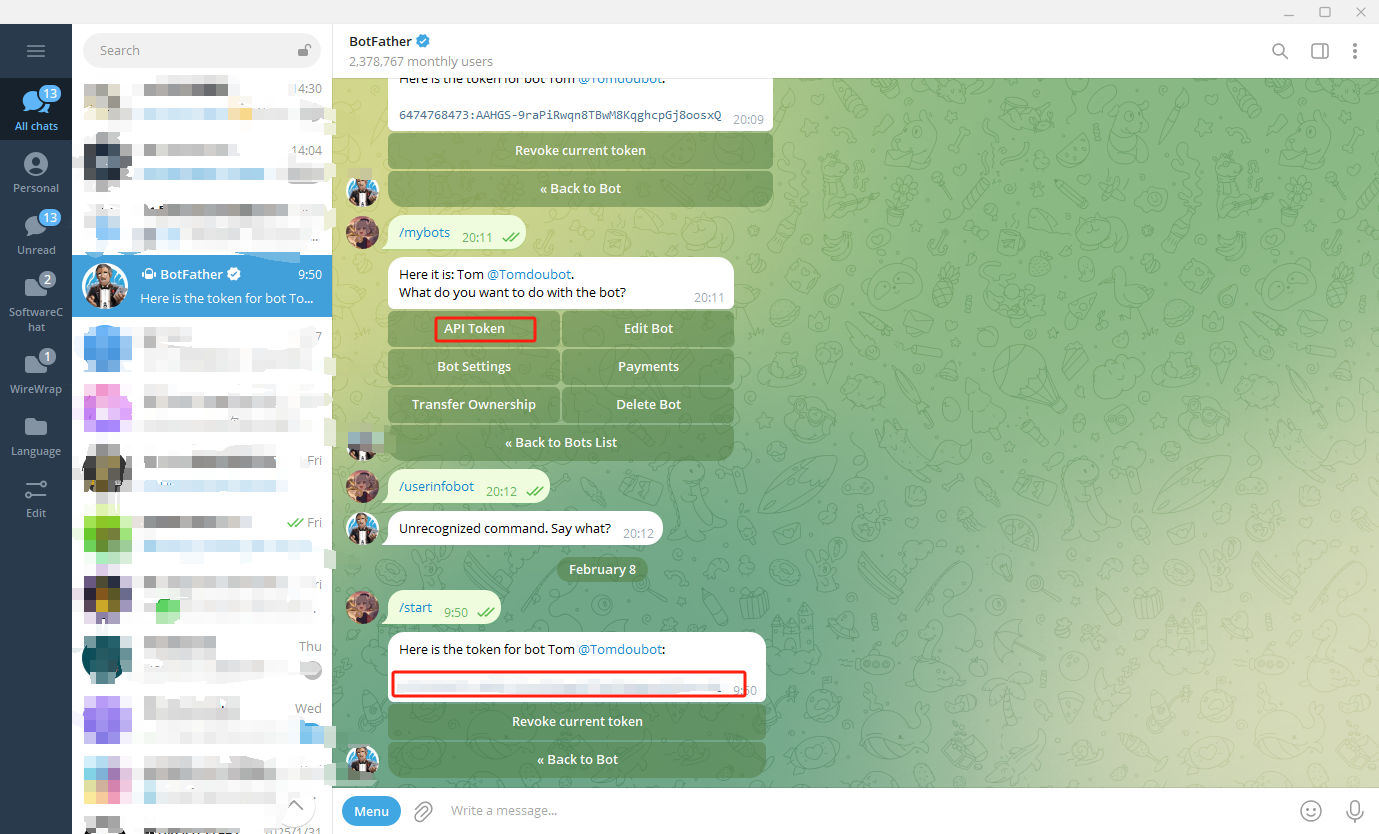 Search
14:30
14:04
13
All chats
Personal
13
Unread
2
SoftwareC
hat
1
WireWrap
Language
Edit
BotFather
9:50
Here is the token for bot To...
7
Fri
Fri
Thu
Wed
BotFather
2,378,767 monthly users
Here is the token for bot Tom @Tomdoubot:
6474768473:AAHGS-9raPiRwqn8TBwM8KqghcpGj8oosxQ 20:09
Revoke current token
« Back to Bot
/mybots 20:11
Here it is: Tom @Tomdoubot.
What do you want to do with the bot? 20:11
API Token
Edit Bot
Bot Settings
Payments
Transfer Ownership
Delete Bot
« Back to Bots List
/userinfobot 20:12
Unrecognized command. Say what? 20:12
February 8
/start 9:50
Here is the token for bot Tom @Tomdoubot:
9:50
Revoke current token
« Back to Bot
Menu
Write a message...